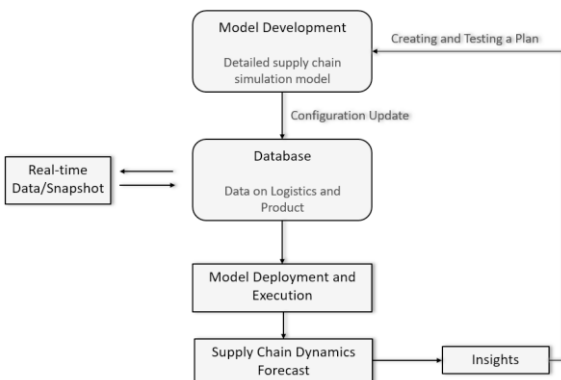 Model Development
Detailed supply chain
simulation model
Creating and Testing a Plan
Configuration Update
Database
Data on Logistics and
Product
Real-time
Data/Snapshot
Model Deployment and
Execution
Supply Chain Dynamics
Forecast
Insights